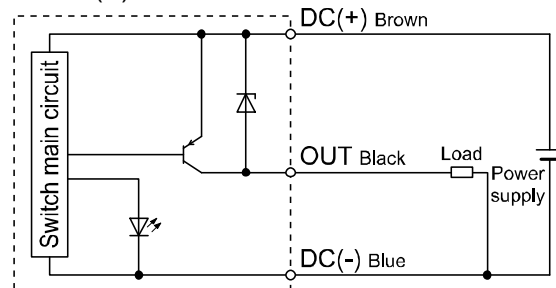 DC(+) Brown
Switch main circuit
OUT Black
Load
Power
supply
DC(-) Blue